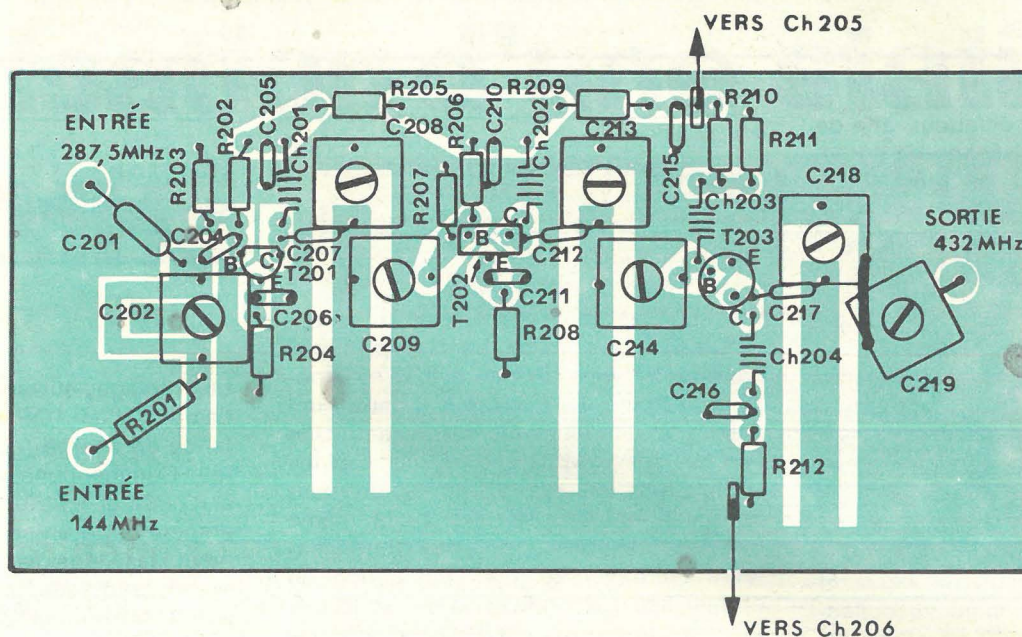 VERS Ch205
ENTRÉE
287,5MHz
R203
R202
C205
Ch201
R205
C208
R206
C210
R209
Ch202
C213
C215
R210
R211
C218
SORTIE
432 MHz
R207
Ch203
T203
C201
C204
B
C
E
T201
C207
B
C
E
C212
E
B
C
C217
C202
C206
R204
C209
T202
C211
R208
C214
Ch204
C219
C216
R201
R212
ENTRÉE
144MHz
VERS Ch206